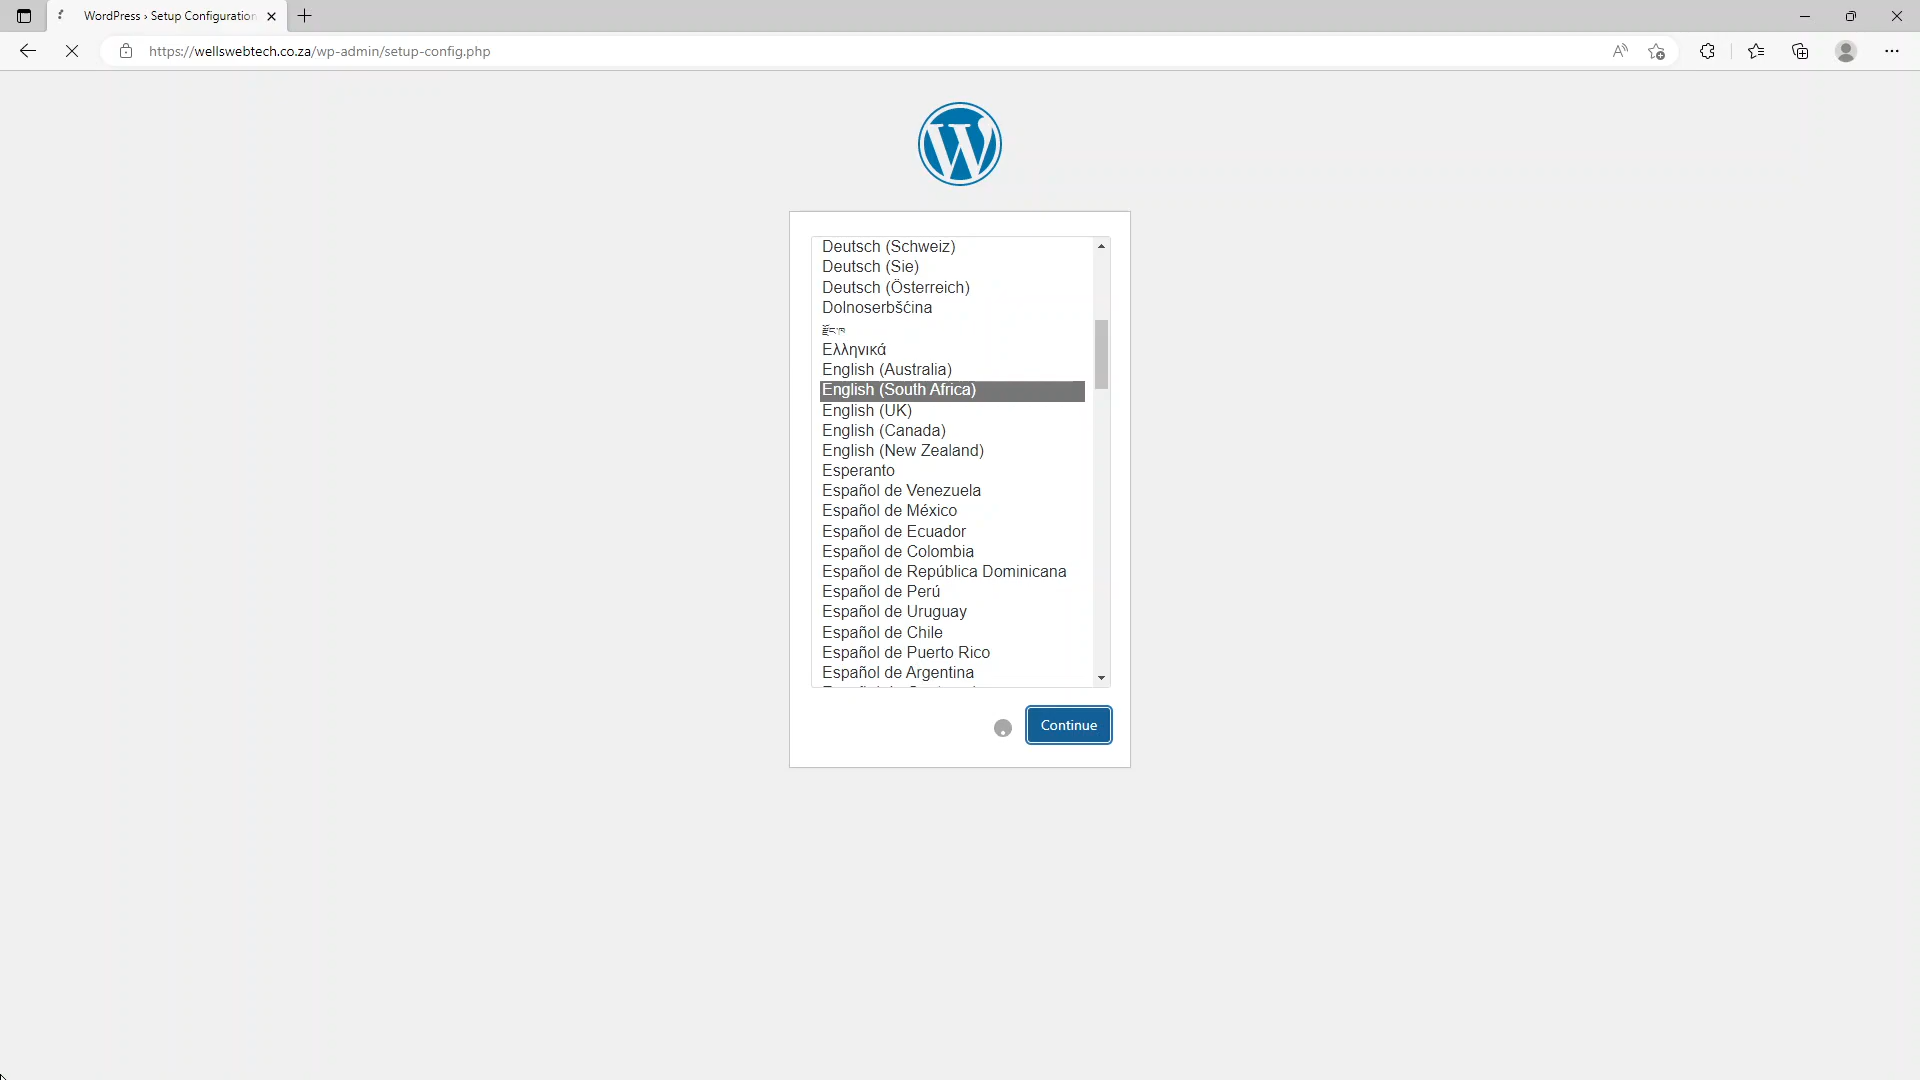 WordPress › Setup Configuration
https://wellswebtech.co.za/wp-admin/setup-config.php
Deutsch (Schweiz)
Deutsch (Sie)
Deutsch (Österreich)
Dolnoserbšćina
རྫོང་ཁ
Ελληνικά
English (Australia)
English (South Africa)
English (UK)
English (Canada)
English (New Zealand)
Esperanto
Español de Venezuela
Español de México
Español de Ecuador
Español de Colombia
Español de República Dominicana
Español de Perú
Español de Uruguay
Español de Chile
Español de Puerto Rico
Español de Argentina
Continue